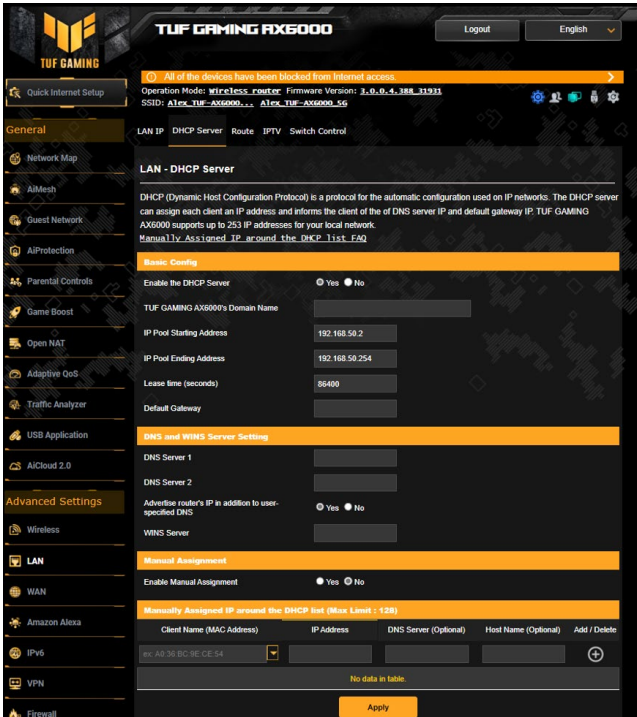 TUF GAMING
TUF GAMING AX6000
Logout
English
All of the devices have been blocked from Internet access.
Quick Internet Setup
Operation Mode: Wireless router Firmware Version: 3.0.0.4.388_31931
SSID: Alex_TUF-AX6000... Alex_TUF-AX6000_5G
General
Network Map
AiMesh
Guest Network
AiProtection
Parental Controls
Game Boost
Open NAT
Adaptive QoS
Traffic Analyzer
USB Application
AiCloud 2.0
Advanced Settings
Wireless
LAN
WAN
Amazon Alexa
IPv6
VPN
Firewall
LAN IP DHCP Server Route IPTV Switch Control
LAN - DHCP Server
DHCP (Dynamic Host Configuration Protocol) is a protocol for the automatic configuration used on IP networks. The DHCP server
can assign each client an IP address and informs the client of the of DNS server IP and default gateway IP. TUF GAMING
AX6000 supports up to 253 IP addresses for your local network.
Manually Assigned IP around the DHCP list FAQ
Basic Config
Enable the DHCP Server Yes No
TUF GAMING AX6000's Domain Name
IP Pool Starting Address 192.168.50.2
IP Pool Ending Address 192.168.50.254
Lease time (seconds) 86400
Default Gateway
DNS and WINS Server Setting
DNS Server 1
DNS Server 2
Advertise router's IP in addition to user-
specified DNS Yes No
WINS Server
Manual Assignment
Enable Manual Assignment Yes No
Manually Assigned IP around the DHCP list (Max Limit : 128)
Client Name (MAC Address) IP Address DNS Server (Optional) Host Name (Optional) Add / Delete
ex: A0:36:BC:9E:CE:54
No data in table.
Apply